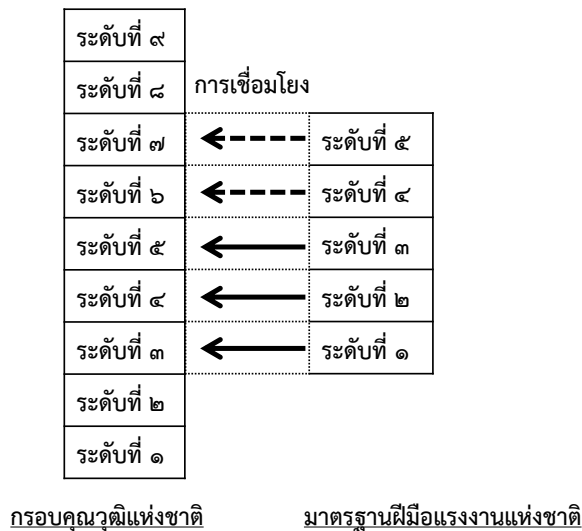 ระดับที่ ๙
ระดับที่ ๘ การเชื่อมโยง
ระดับที่ ๗ ระดับที่ ๕
ระดับที่ ๖ ระดับที่ ๔
ระดับที่ ๕ ระดับที่ ๓
ระดับที่ ๔ ระดับที่ ๒
ระดับที่ ๓ ระดับที่ ๑
ระดับที่ ๒
ระดับที่ ๑
กรอบคุณวุฒิแห่งชาติ มาตรฐานฝีมือแรงงานแห่งชาติ